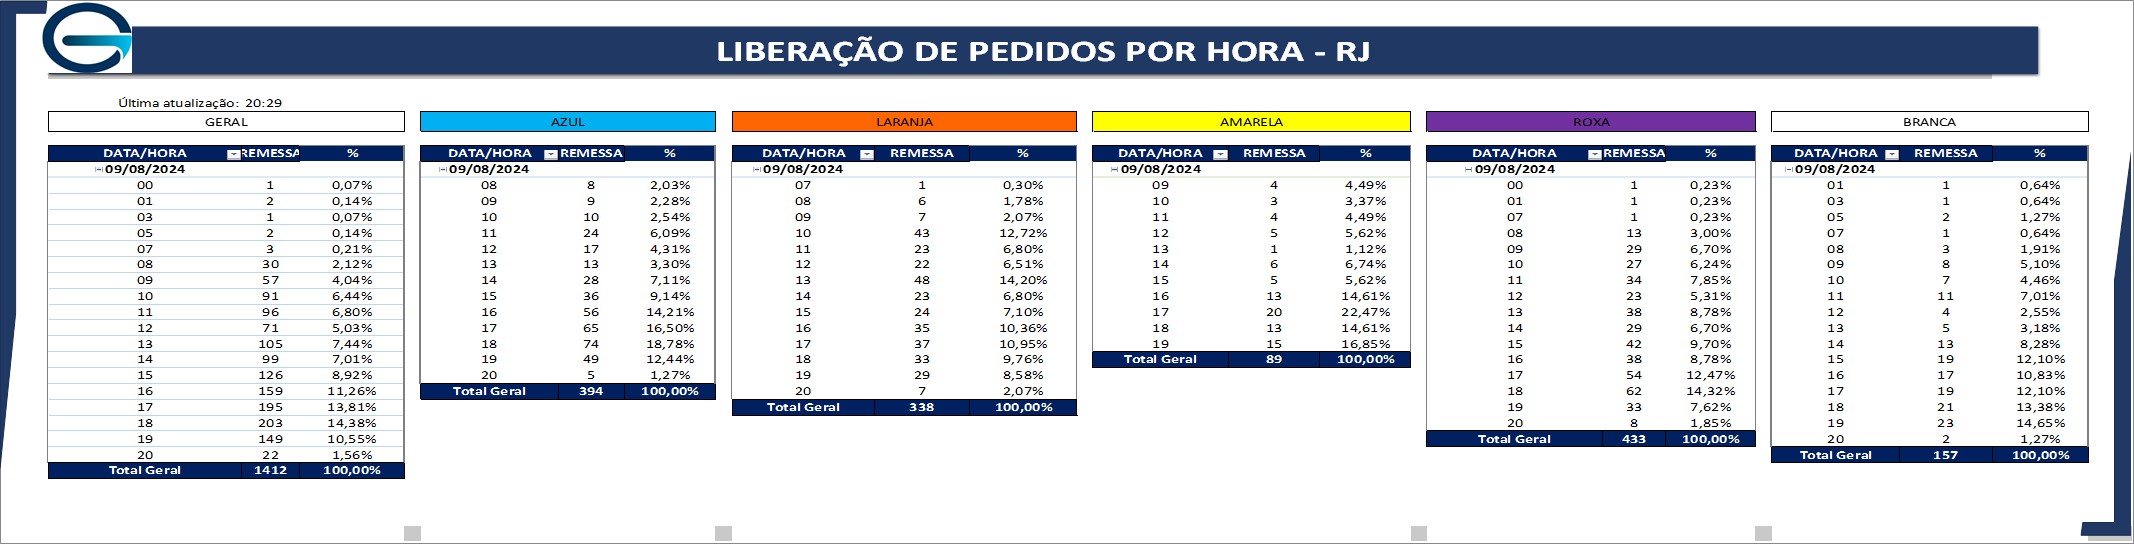 LIBERAÇÃO DE PEDIDOS POR HORA - RJ
Última atualização: 20:29
GERAL
DATA/HORA REMESSA %
09/08/2024
00 1 0,07%
01 2 0,14%
03 1 0,07%
05 2 0,14%
07 3 0,21%
08 30 2,12%
09 57 4,04%
10 91 6,44%
11 96 6,80%
12 71 5,03%
13 105 7,44%
14 99 7,01%
15 126 8,92%
16 159 11,26%
17 195 13,81%
18 203 14,38%
19 149 10,55%
20 22 1,56%
Total Geral 1412 100,00%
AZUL
DATA/HORA REMESSA %
09/08/2024
08 8 2,03%
09 9 2,28%
10 10 2,54%
11 24 6,09%
12 17 4,31%
13 13 3,30%
14 28 7,11%
15 36 9,14%
16 56 14,21%
17 65 16,50%
18 74 18,78%
19 49 12,44%
20 5 1,27%
Total Geral 394 100,00%
LARANJA
DATA/HORA REMESSA %
09/08/2024
07 1 0,30%
08 6 1,78%
09 7 2,07%
10 43 12,72%
11 23 6,80%
12 22 6,51%
13 48 14,20%
14 23 6,80%
15 24 7,10%
16 35 10,36%
17 37 10,95%
18 33 9,76%
19 29 8,58%
20 7 2,07%
Total Geral 338 100,00%
AMARELA
DATA/HORA REMESSA %
09/08/2024
09 4 4,49%
10 3 3,37%
11 4 4,49%
12 5 5,62%
13 1 1,12%
14 6 6,74%
15 5 5,62%
16 13 14,61%
17 20 22,47%
18 13 14,61%
19 15 16,85%
Total Geral 89 100,00%
ROXA
DATA/HORA REMESSA %
09/08/2024
00 1 0,23%
01 1 0,23%
07 1 0,23%
08 13 3,00%
09 29 6,70%
10 27 6,24%
11 34 7,85%
12 23 5,31%
13 38 8,78%
14 29 6,70%
15 42 9,70%
16 38 8,78%
17 54 12,47%
18 62 14,32%
19 33 7,62%
20 8 1,85%
Total Geral 433 100,00%
BRANCA
DATA/HORA REMESSA %
09/08/2024
01 1 0,64%
03 1 0,64%
05 2 1,27%
07 1 0,64%
08 3 1,91%
09 8 5,10%
10 7 4,46%
11 11 7,01%
12 4 2,55%
13 5 3,18%
14 13 8,28%
15 19 12,10%
16 17 10,83%
17 19 12,10%
18 21 13,38%
19 23 14,65%
20 2 1,27%
Total Geral 157 100,00%